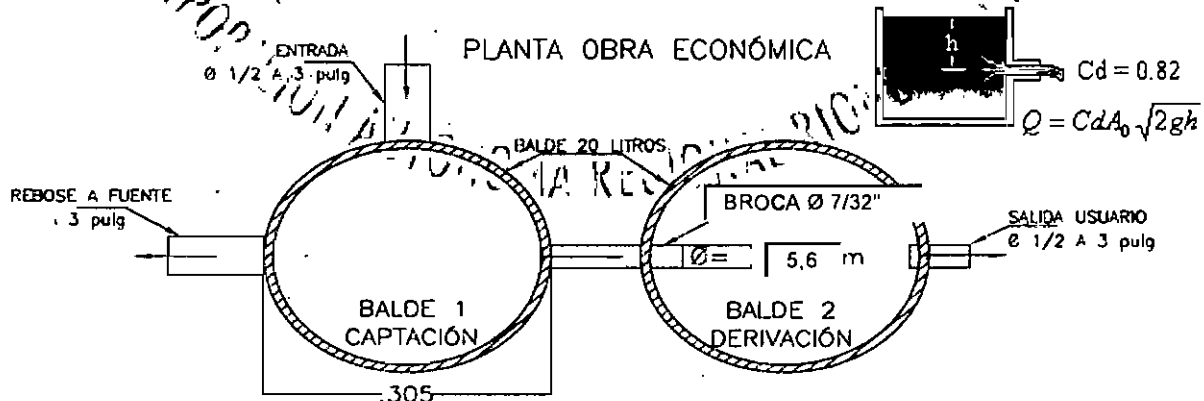 PLANTA OBRA ECONÓMICA
ENTRADA
Ø 1/2 A 3 pulg
h
Cd = 0.82
Q = CdA₀√2gh
BALDE 20 LITROS
REBOSE A FUENTE
3 pulg
BROCA Ø 7/32"
SALIDA USUARIO
Ø 1/2 A 3 pulg
Ø= 5,6 m
BALDE 1
CAPTACIÓN
BALDE 2
DERIVACIÓN
.305